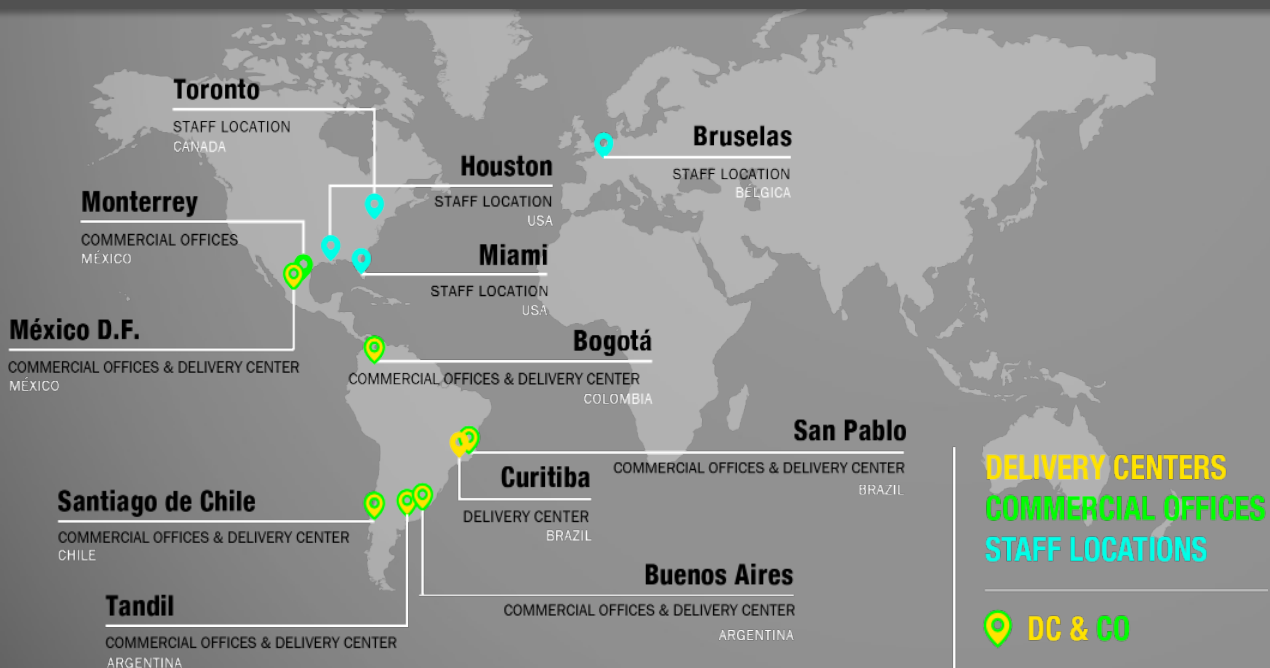 Toronto
STAFF LOCATION
CANADA
Bruselas
STAFF LOCATION
BÉLGICA
Houston
STAFF LOCATION
USA
Monterrey
COMMERCIAL OFFICES
MÉXICO
Miami
STAFF LOCATION
USA
México D.F.
COMMERCIAL OFFICES & DELIVERY CENTER
MÉXICO
Bogotá
COMMERCIAL OFFICES & DELIVERY CENTER
COLOMBIA
San Pablo
COMMERCIAL OFFICES & DELIVERY CENTER
BRAZIL
Curitiba
DELIVERY CENTER
BRAZIL
Santiago de Chile
COMMERCIAL OFFICES & DELIVERY CENTER
CHILE
Buenos Aires
COMMERCIAL OFFICES & DELIVERY CENTER
ARGENTINA
Tandil
COMMERCIAL OFFICES & DELIVERY CENTER
ARGENTINA
DELIVERY CENTERS
COMMERCIAL OFFICES
STAFF LOCATIONS
DC & CO